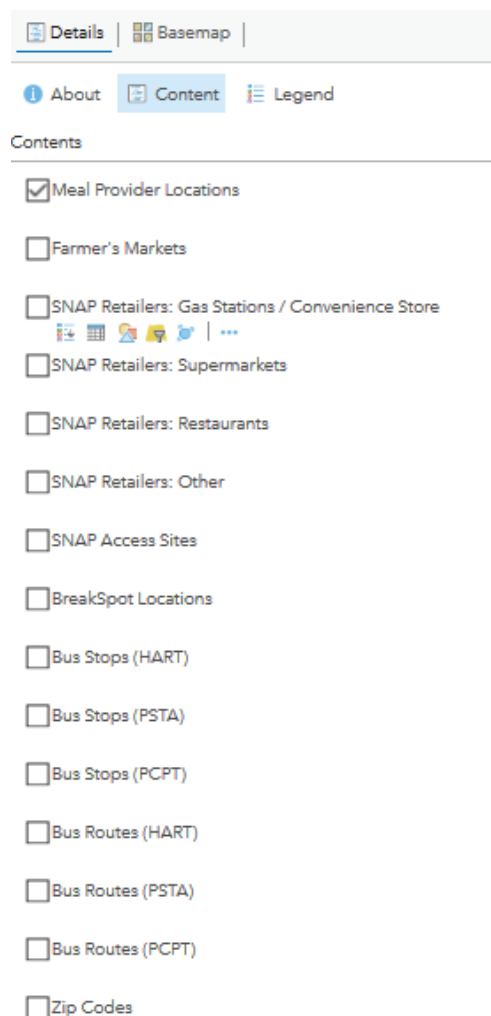 Details | Basemap |
About Content Legend
Contents
Meal Provider Locations
Farmer's Markets
SNAP Retailers: Gas Stations / Convenience Store
SNAP Retailers: Supermarkets
SNAP Retailers: Restaurants
SNAP Retailers: Other
SNAP Access Sites
BreakSpot Locations
Bus Stops (HART)
Bus Stops (PSTA)
Bus Stops (PCPT)
Bus Routes (HART)
Bus Routes (PSTA)
Bus Routes (PCPT)
Zip Codes